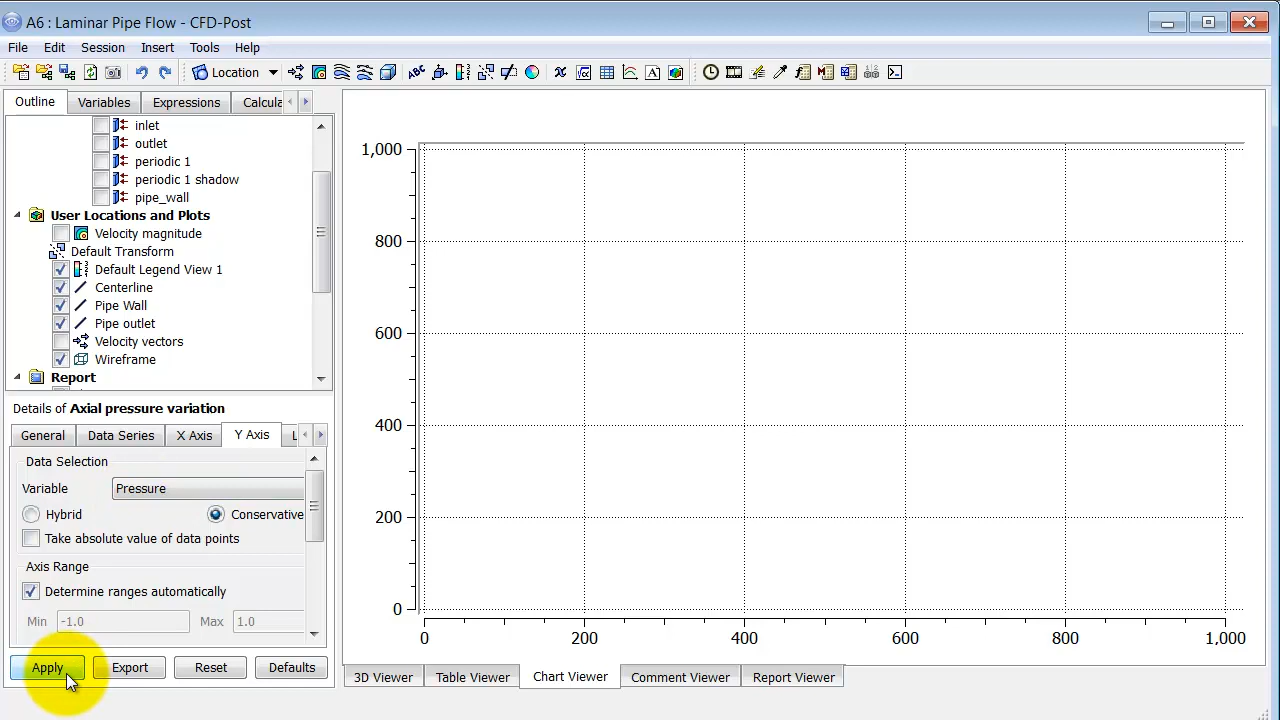 A6 : Laminar Pipe Flow - CFD-Post
File Edit Session Insert Tools Help
Location
Outline Variables Expressions Calcula
inlet
outlet
periodic 1
periodic 1 shadow
pipe_wall
User Locations and Plots
Velocity magnitude
Default Transform
Default Legend View 1
Centerline
Pipe Wall
Pipe outlet
Velocity vectors
Wireframe
Report
Details of Axial pressure variation
General Data Series X Axis Y Axis L
Data Selection
Variable Pressure
Hybrid Conservative
Take absolute value of data points
Axis Range
Determine ranges automatically
Min -1.0 Max 1.0
Apply Export Reset Defaults
1,000
800
600
400
200
0
0 200 400 600 800 1,000
3D Viewer Table Viewer Chart Viewer Comment Viewer Report Viewer